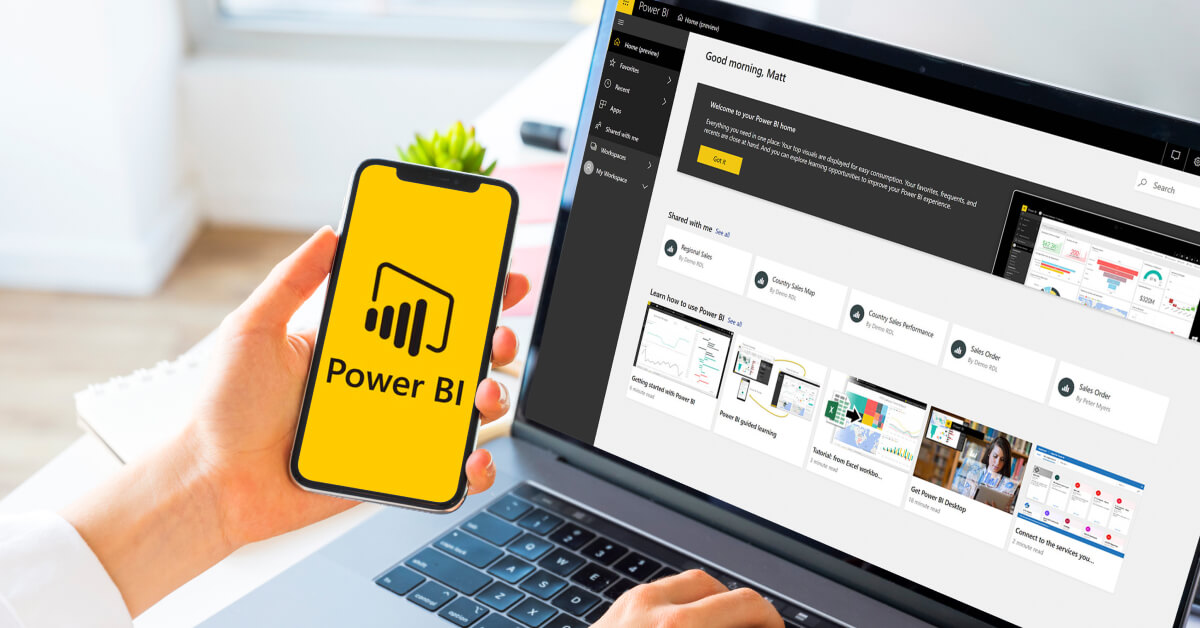 Power BI
Power BI
Home (preview)
Home (preview)
Favorites
Recent
Apps
Shared with me
Workspaces
My Workspace
Good morning, Matt
Welcome to your Power BI home
Everything you need in one place: Your top visuals are displayed for easy consumption. Your favorites, frequents, and
recents are close at hand. And you can explore learning opportunities to improve your Power BI experience.
Got it
Search
Shared with me See all
Regional Sales
By Demo RDL
Country Sales Map
By Demo RDL
Country Sales Performance
By Demo RDL
Sales Order
By Demo RDL
Sales Order
By Peter Myers
$320M
Learn how to use Power BI See all
Getting started with Power BI
minute read
Power BI guided learning
Tutorial: from Excel workbo...
minute read
Get Power BI Desktop
minute read
Connect to the services you...
2 minute read
caps lock
control
option
Q
W
E
A
S
D
Z
X
2
3
4